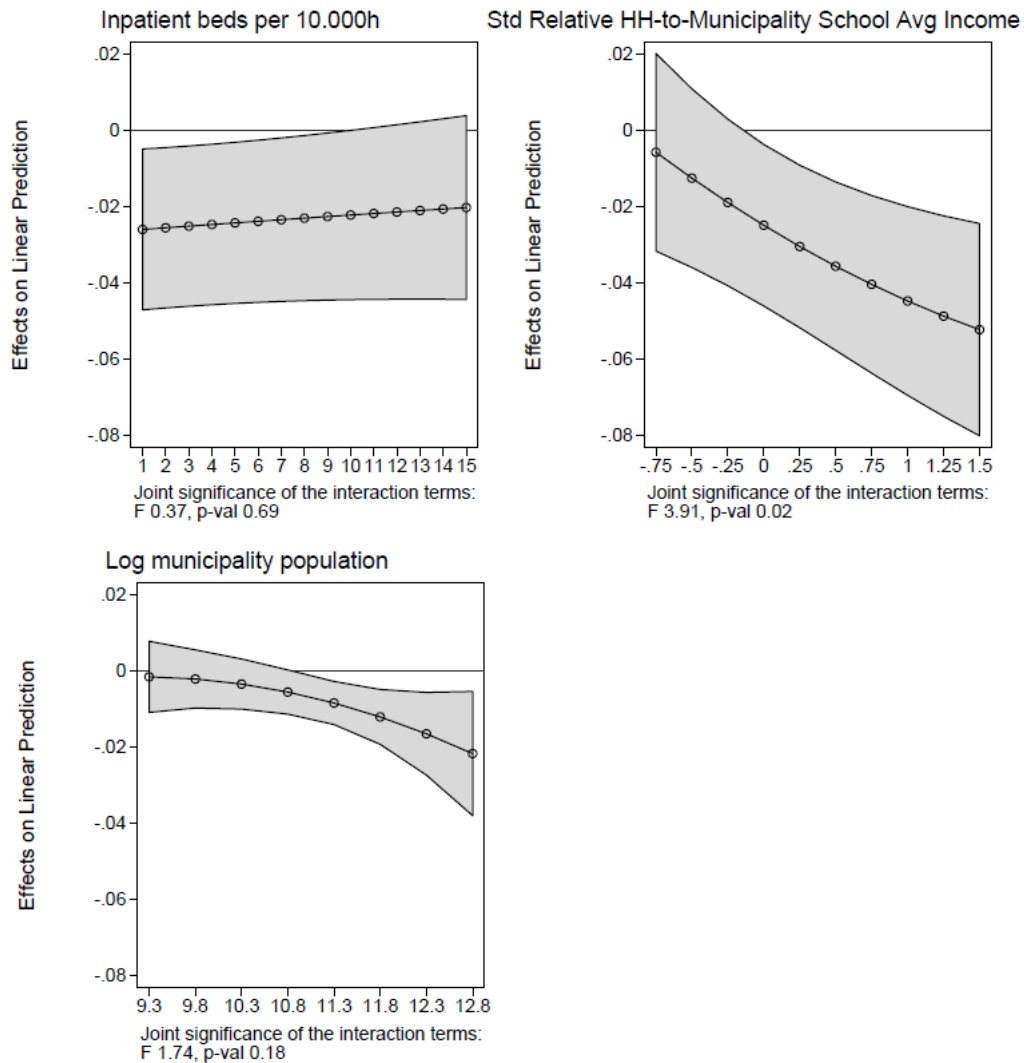 Inpatient beds per 10.000h
Effects on Linear Prediction
.02
0
-.02
-.04
-.06
-.08
1 2 3 4 5 6 7 8 9 10 11 12 13 14 15
Joint significance of the interaction terms:
F 0.37, p-val 0.69
Std Relative HH-to-Municipality School Avg Income
Effects on Linear Prediction
.02
0
-.02
-.04
-.06
-.08
-.75 -.5 -.25 0 .25 .5 .75 1 1.25 1.5
Joint significance of the interaction terms:
F 3.91, p-val 0.02
Log municipality population
Effects on Linear Prediction
.02
0
-.02
-.04
-.06
-.08
9.3 9.8 10.3 10.8 11.3 11.8 12.3 12.8
Joint significance of the interaction terms:
F 1.74, p-val 0.18